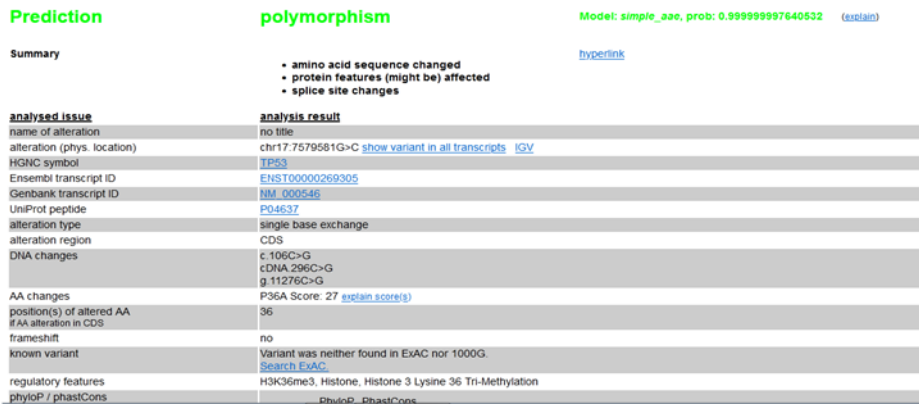 Prediction polymorphism Model: simple_aae, prob: 0.999999997640532 (explain)
Summary hyperlink
• amino acid sequence changed
• protein features (might be) affected
• splice site changes
analysed issue analysis result
name of alteration no title
alteration (phys. location) chr17:7579581G>C show variant in all transcripts IGV
HGNC symbol TP53
Ensembl transcript ID ENST00000269305
Genbank transcript ID NM_000546
UniProt peptide P04637
alteration type single base exchange
alteration region CDS
DNA changes c.106C>G
cDNA.296C>G
g.11276C>G
AA changes P36A Score: 27 explain score(s)
position(s) of altered AA 36
if AA alteration in CDS
frameshift no
known variant Variant was neither found in ExAC nor 1000G.
Search ExAC.
regulatory features H3K36me3, Histone, Histone 3 Lysine 36 Tri-Methylation
phyloP / phastCons PhyloP PhastCons